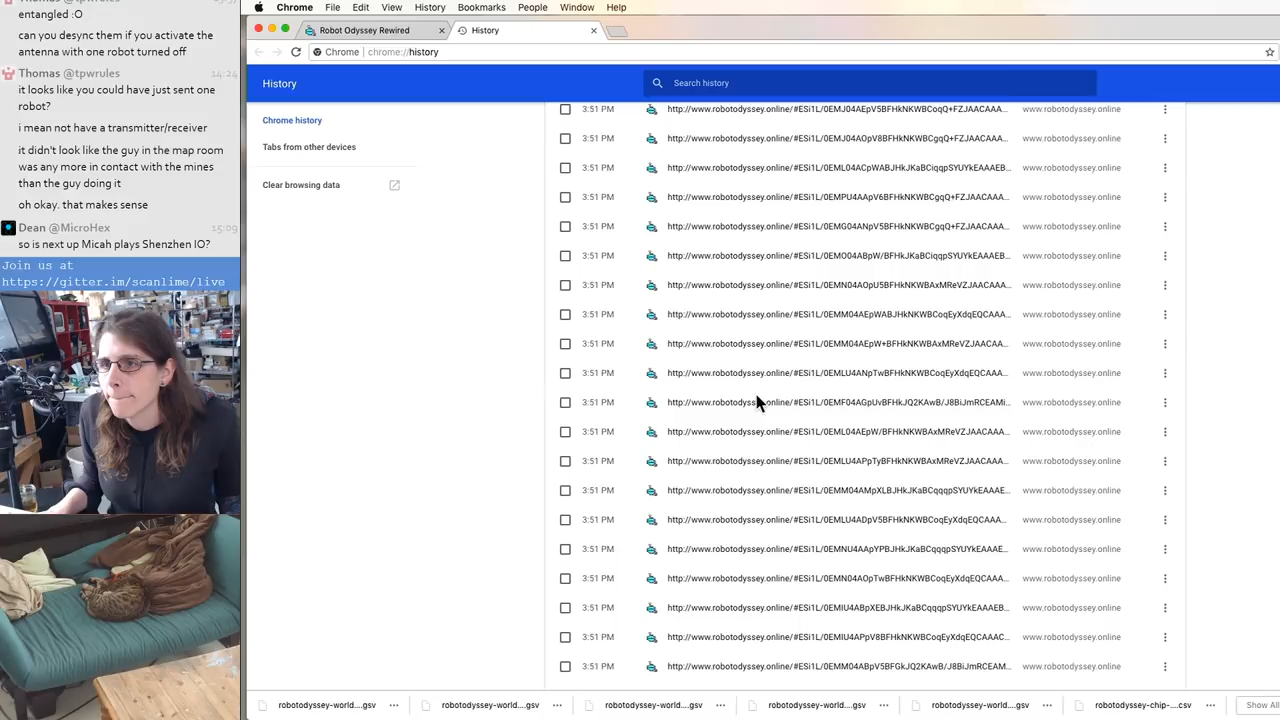 entangled :O
can you desync them if you activate the
antenna with one robot turned off
Thomas @tpwrules 14:24
it looks like you could have just sent one
robot?
i mean not have a transmitter/receiver
it didn't look like the guy in the map room
was any more in contact with the mines
than the guy doing it
oh okay. that makes sense
Dean @MicroHex 15:09
so is next up Micah plays Shenzhen IO?
Join us at
https://gitter.im/scanlime/live
Chrome File Edit View History Bookmarks People Window Help
Robot Odyssey Rewired
History
Chrome chrome://history
History
Search history
Chrome history
Tabs from other devices
Clear browsing data
3:51 PM http://www.robotodyssey.online/#ESi1L/0EMJ04AEpV5BFHkNKWBCoqQ+FZJAACAAA... www.robotodyssey.online
3:51 PM http://www.robotodyssey.online/#ESi1L/0EMJ04AOpV8BFHkNKWBCgqQ+FZJAACAAA... www.robotodyssey.online
3:51 PM http://www.robotodyssey.online/#ESi1L/0EML04ACpWABJHkJKaBCiqqpSYUYkEAAAEB... www.robotodyssey.online
3:51 PM http://www.robotodyssey.online/#ESi1L/0EMPU4AApV6BFHkNKWBCgqQ+FZJAACAAA... www.robotodyssey.online
3:51 PM http://www.robotodyssey.online/#ESi1L/0EMG04ANpV5BFHkNKWBCgqQ+FZJAACAAA... www.robotodyssey.online
3:51 PM http://www.robotodyssey.online/#ESi1L/0EMO04ABpW/BFHkJKaBCiqqpSYUYkEAAAEB... www.robotodyssey.online
3:51 PM http://www.robotodyssey.online/#ESi1L/0EMN04AOpU5BFHkNKWBAxMReVZJAACAAA... www.robotodyssey.online
3:51 PM http://www.robotodyssey.online/#ESi1L/0EMM04AEpWABJHkNKWBCoqEyXdqEQCAAA... www.robotodyssey.online
3:51 PM http://www.robotodyssey.online/#ESi1L/0EMM04AEpW+BFHkNKWBAxMReVZJAACAAA... www.robotodyssey.online
3:51 PM http://www.robotodyssey.online/#ESi1L/0EMLU4ANpTwBFHkNKWBCoqEyXdqEQCAAA... www.robotodyssey.online
3:51 PM http://www.robotodyssey.online/#ESi1L/0EMF04AGpUvBFHkJQ2KAwB/J8BiJmRCEAMi... www.robotodyssey.online
3:51 PM http://www.robotodyssey.online/#ESi1L/0EML04AEpW/BFHkNKWBAxMReVZJAACAAA... www.robotodyssey.online
3:51 PM http://www.robotodyssey.online/#ESi1L/0EMLU4APpTyBFHkNKWBAxMReVZJAACAAA... www.robotodyssey.online
3:51 PM http://www.robotodyssey.online/#ESi1L/0EMM04AMpXLBJHkJKaBCqqqpSYUYkEAAAE... www.robotodyssey.online
3:51 PM http://www.robotodyssey.online/#ESi1L/0EMLU4ADpV5BFHkNKWBCoqEyXdqEQCAAA... www.robotodyssey.online
3:51 PM http://www.robotodyssey.online/#ESi1L/0EMNU4AApYPBJHkJKaBCqqqpSYUYkEAAAE... www.robotodyssey.online
3:51 PM http://www.robotodyssey.online/#ESi1L/0EMN04AOpTwBFHkNKWBCoqEyXdqEQCAAA... www.robotodyssey.online
3:51 PM http://www.robotodyssey.online/#ESi1L/0EMIU4ABpXEBJHkJKaBCqqqpSYUYkEAAAEB... www.robotodyssey.online
3:51 PM http://www.robotodyssey.online/#ESi1L/0EMIU4APpV8BFHkNKWBCoqEyXdqEQCAAAC... www.robotodyssey.online
3:51 PM http://www.robotodyssey.online/#ESi1L/0EMM04ABpV5BFGkJQ2KAwB/J8BiJmRCEAM... www.robotodyssey.online
robotodyssey-world....gsv
robotodyssey-world....gsv
robotodyssey-world....gsv
robotodyssey-world....gsv
robotodyssey-world....gsv
robotodyssey-chip-....csv
Show All